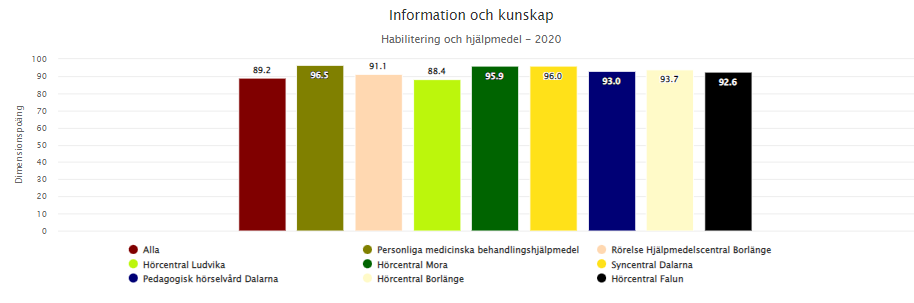 Information och kunskap
Habilitering och hjälpmedel - 2020
Dimensionspoäng
100
90
80
70
60
50
40
30
20
10
0
89.2
96.5
91.1
88.4
95.9
96.0
93.0
93.7
92.6
Alla
Personliga medicinska behandlingshjälpmedel
Rörelse Hjälpmedelscentral Borlänge
Hörcentral Ludvika
Hörcentral Mora
Syncentral Dalarna
Pedagogisk hörselvård Dalarna
Hörcentral Borlänge
Hörcentral Falun